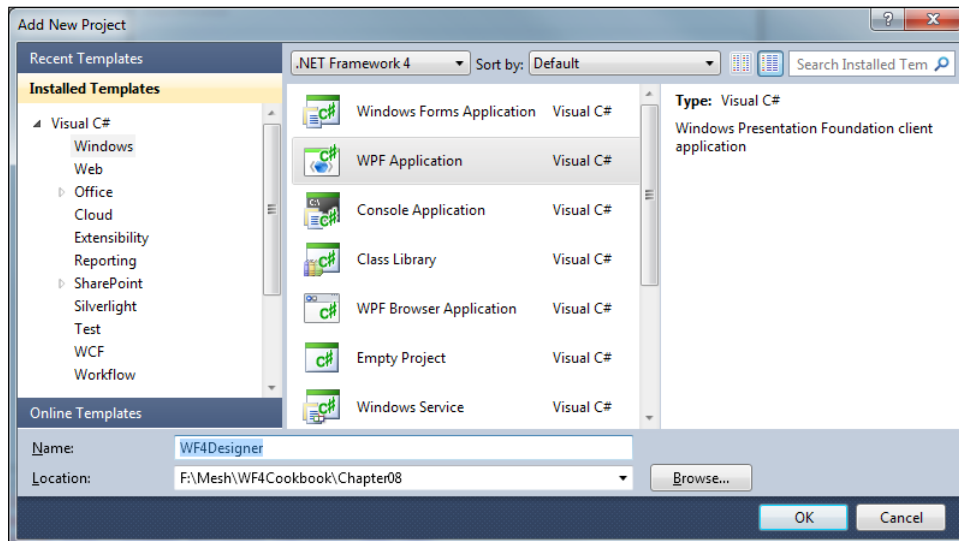 Add New Project
Recent Templates
Installed Templates
Visual C#
Windows
Web
Office
Cloud
Extensibility
Reporting
SharePoint
Silverlight
Test
WCF
Workflow
Online Templates
.NET Framework 4
Sort by: Default
Search Installed Tem
Windows Forms Application Visual C#
WPF Application Visual C#
Console Application Visual C#
Class Library Visual C#
WPF Browser Application Visual C#
Empty Project Visual C#
Windows Service Visual C#
Type: Visual C#
Windows Presentation Foundation client
application
Name: WF4Designer
Location: F:\Mesh\WF4Cookbook\Chapter08
Browse...
OK Cancel